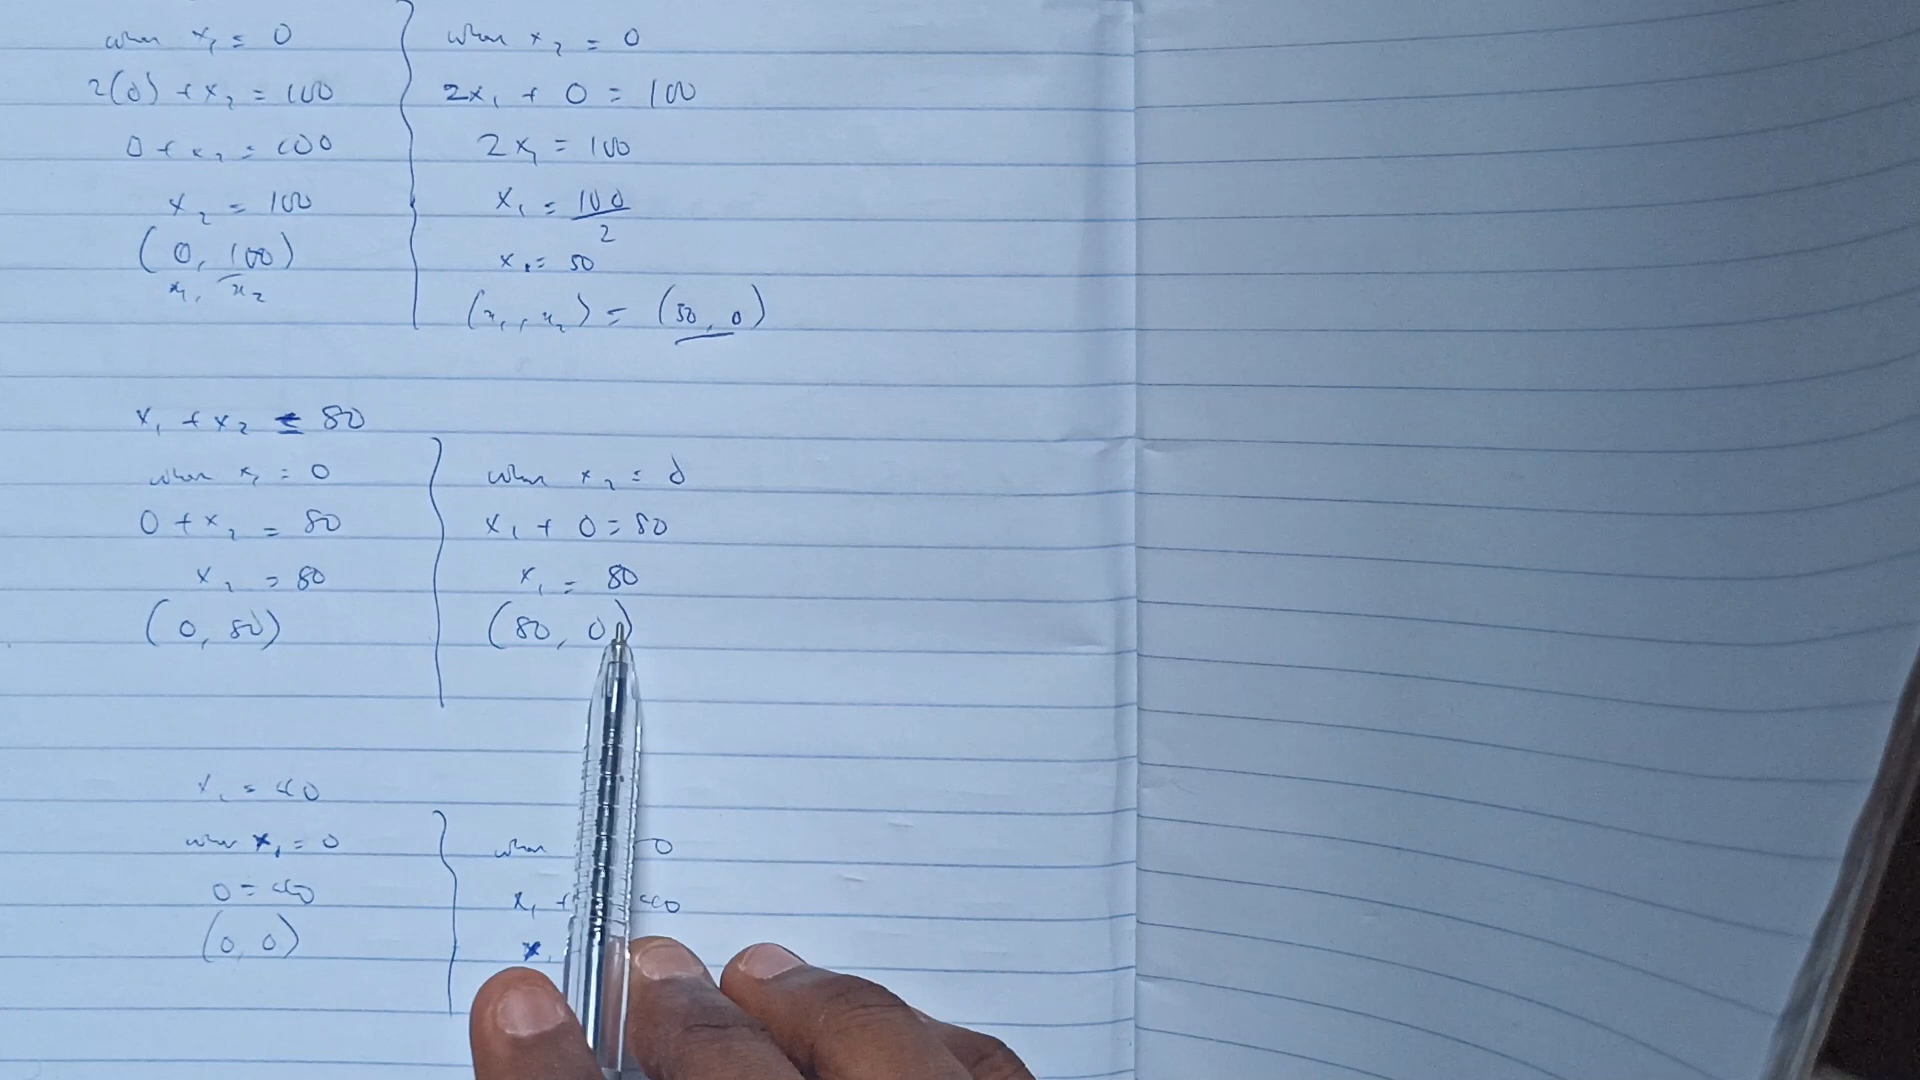 when x₁ = 0
2(0) + x₂ = 100
0 + x₂ = 100
x₂ = 100
(0, 100)
x₁, x₂
when x₂ = 0
2x₁ + 0 = 100
2x₁ = 100
x₁ = 100/2
x₁ = 50
(x₁, x₂) = (50, 0)
x₁ + x₂ ≤ 80
when x₁ = 0
0 + x₂ = 80
x₂ = 80
(0, 80)
when x₂ = 0
x₁ + 0 = 80
x₁ = 80
(80, 0)
x₁ = 40
when x₁ = 0
0 = 40
(0, 0)
when 0
x₁ + 40
x₁